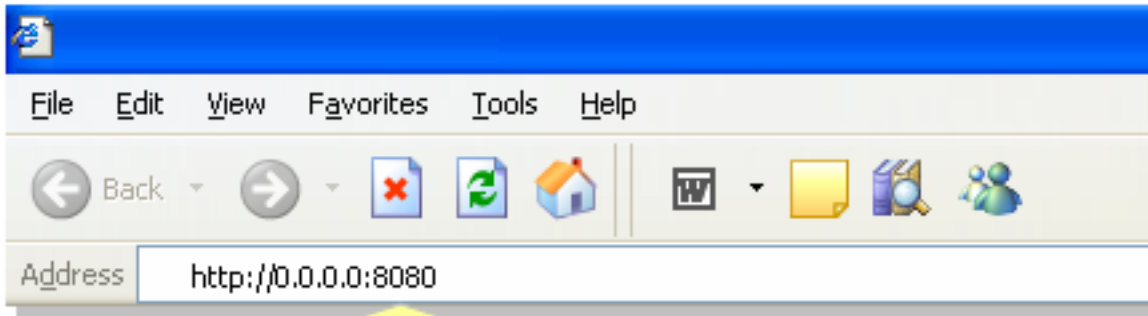 File Edit View Favorites Tools Help
Back W
Address http://0.0.0.0:8080